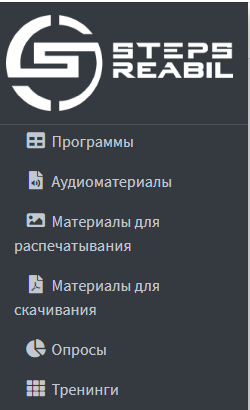 STEPS
REABIL
Программы
Аудиоматериалы
Материалы для
распечатывания
Материалы для
скачивания
Опросы
Тренинги